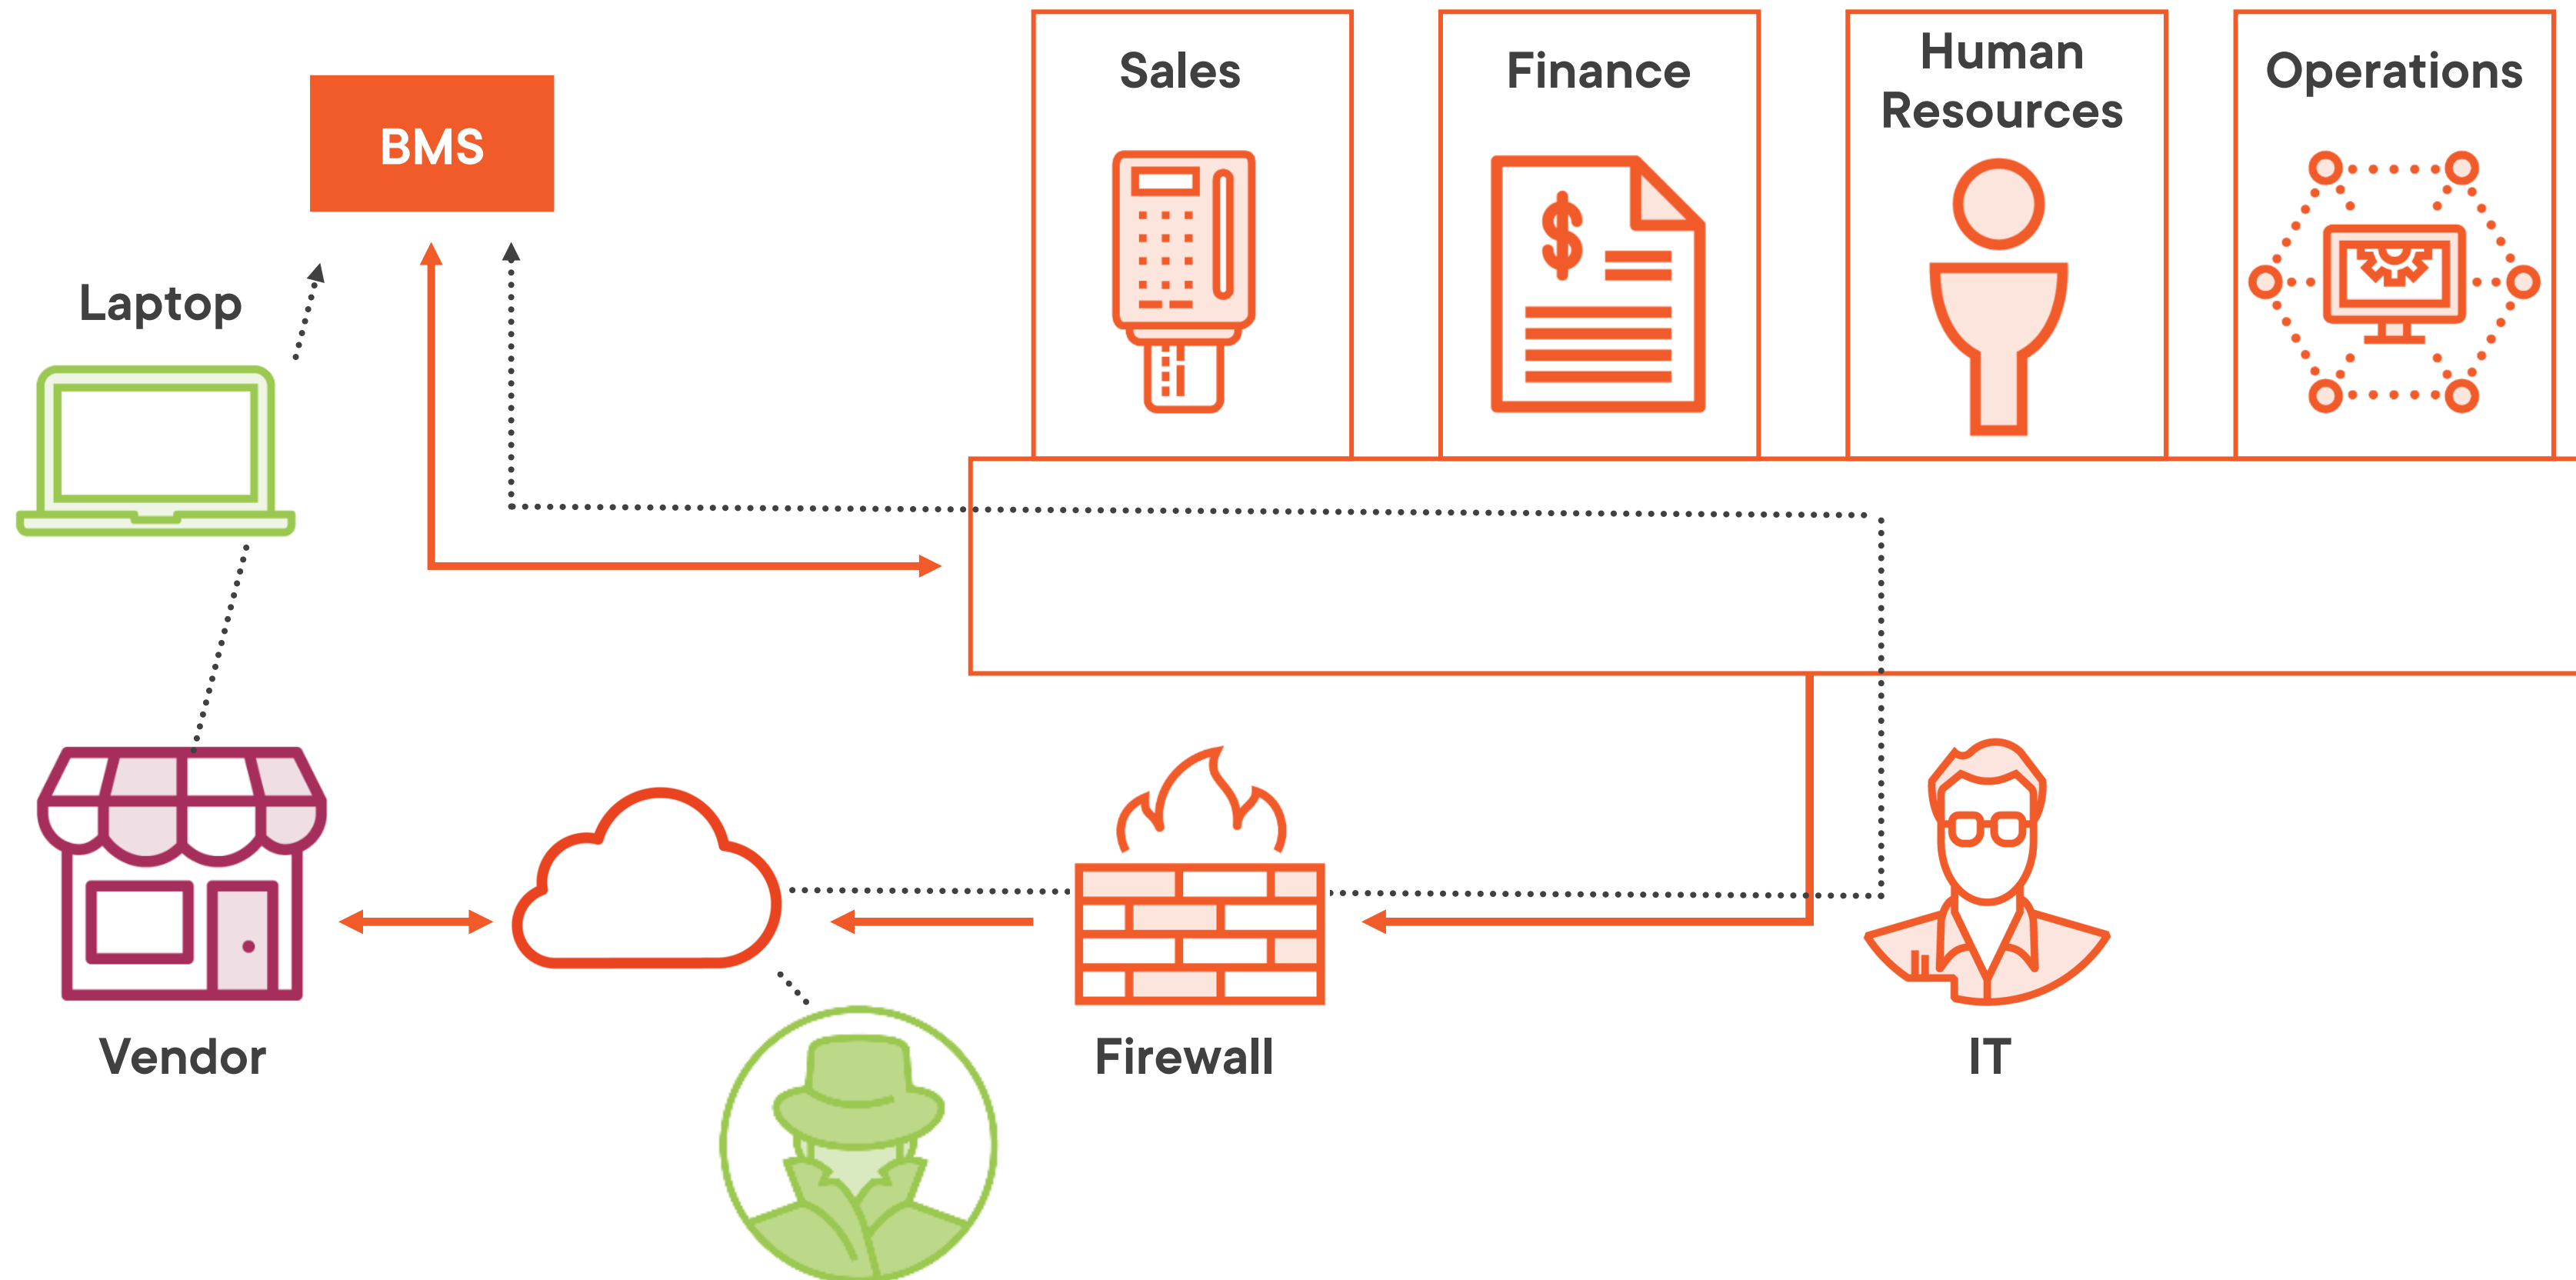 BMS
Sales
Finance
Human
Resources
Operations
Laptop
Vendor
Firewall
IT